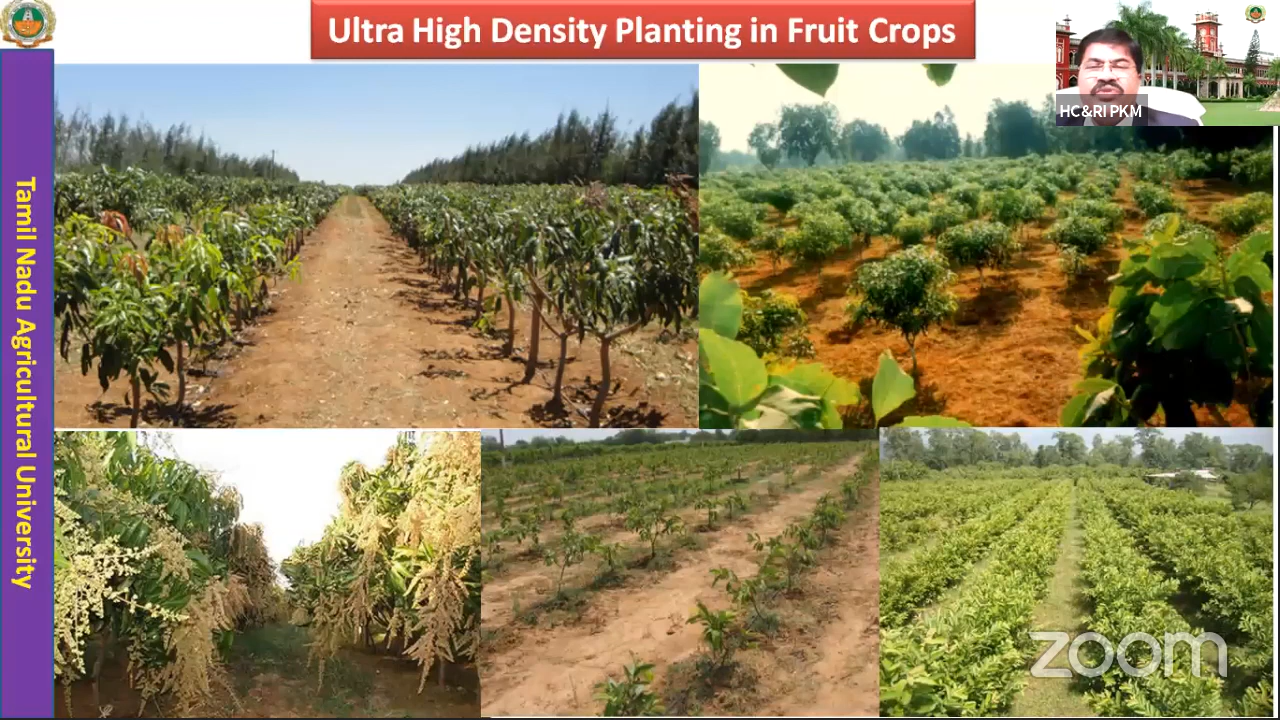 Ultra High Density Planting in Fruit Crops
HC&RI PKM
Tamil Nadu Agricultural University
zoom